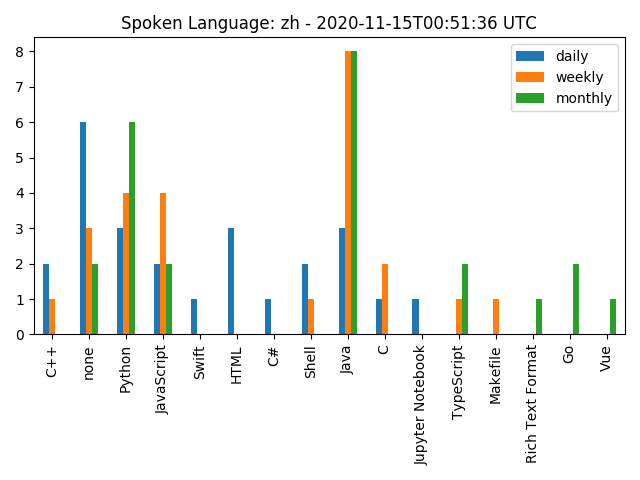 Spoken Language: zh - 2020-11-15T00:51:36 UTC
daily
weekly
monthly
8
7
6
5
4
3
2
1
0
C++
none
Python
JavaScript
Swift
HTML
C#
Shell
Java
C
Jupyter Notebook
TypeScript
Makefile
Rich Text Format
Go
Vue